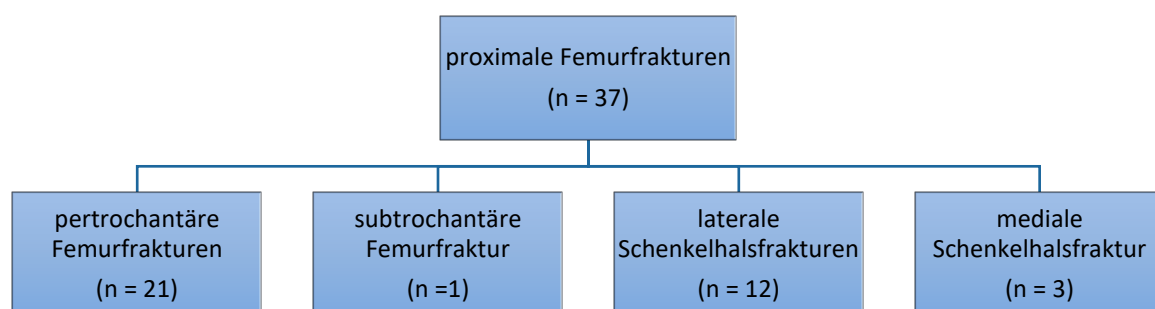 proximale Femurfrakturen
(n = 37)
pertrochantäre
Femurfrakturen
(n = 21)
subtrochantäre
Femurfraktur
(n =1)
laterale
Schenkelhalsfrakturen
(n = 12)
mediale
Schenkelhalsfraktur
(n = 3)